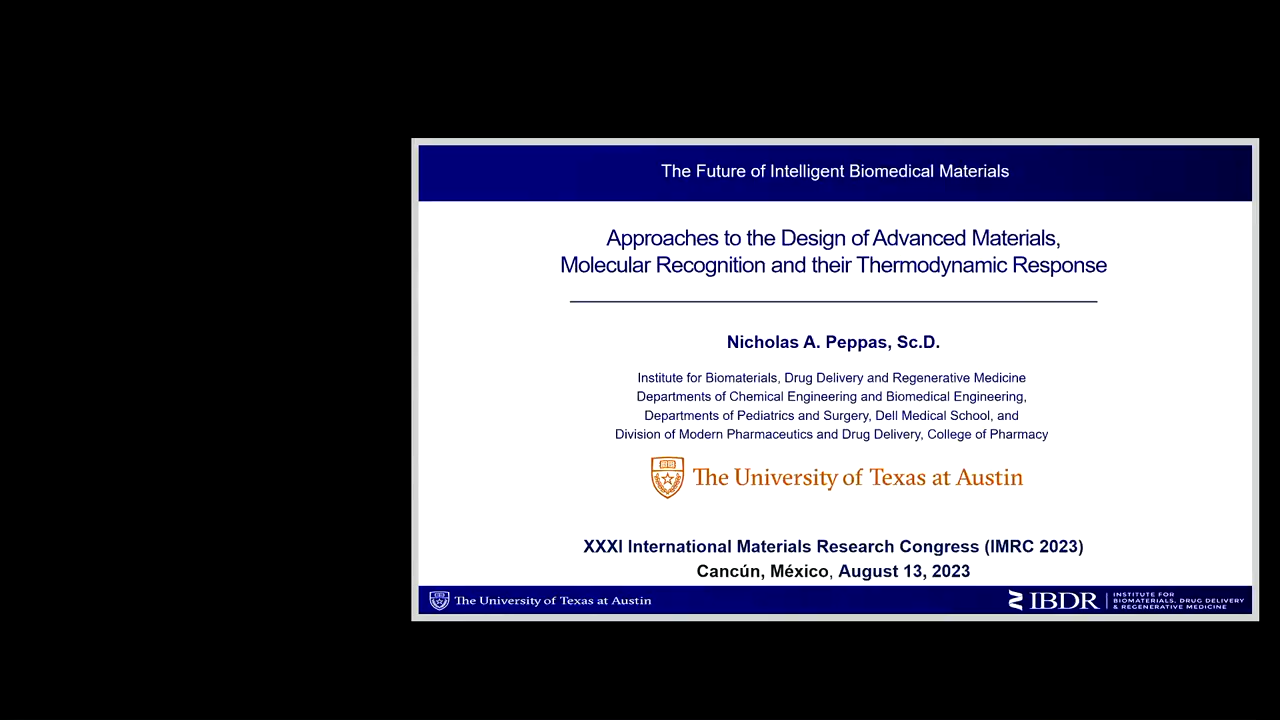 The Future of Intelligent Biomedical Materials
Approaches to the Design of Advanced Materials,
Molecular Recognition and their Thermodynamic Response
Nicholas A. Peppas, Sc.D.
Institute for Biomaterials, Drug Delivery and Regenerative Medicine
Departments of Chemical Engineering and Biomedical Engineering,
Departments of Pediatrics and Surgery, Dell Medical School, and
Division of Modern Pharmaceutics and Drug Delivery, College of Pharmacy
The University of Texas at Austin
XXXI International Materials Research Congress (IMRC 2023)
Cancún, México, August 13, 2023
The University of Texas at Austin
IBDR
INSTITUTE FOR
BIOMATERIALS, DRUG DELIVERY
& REGENERATIVE MEDICINE